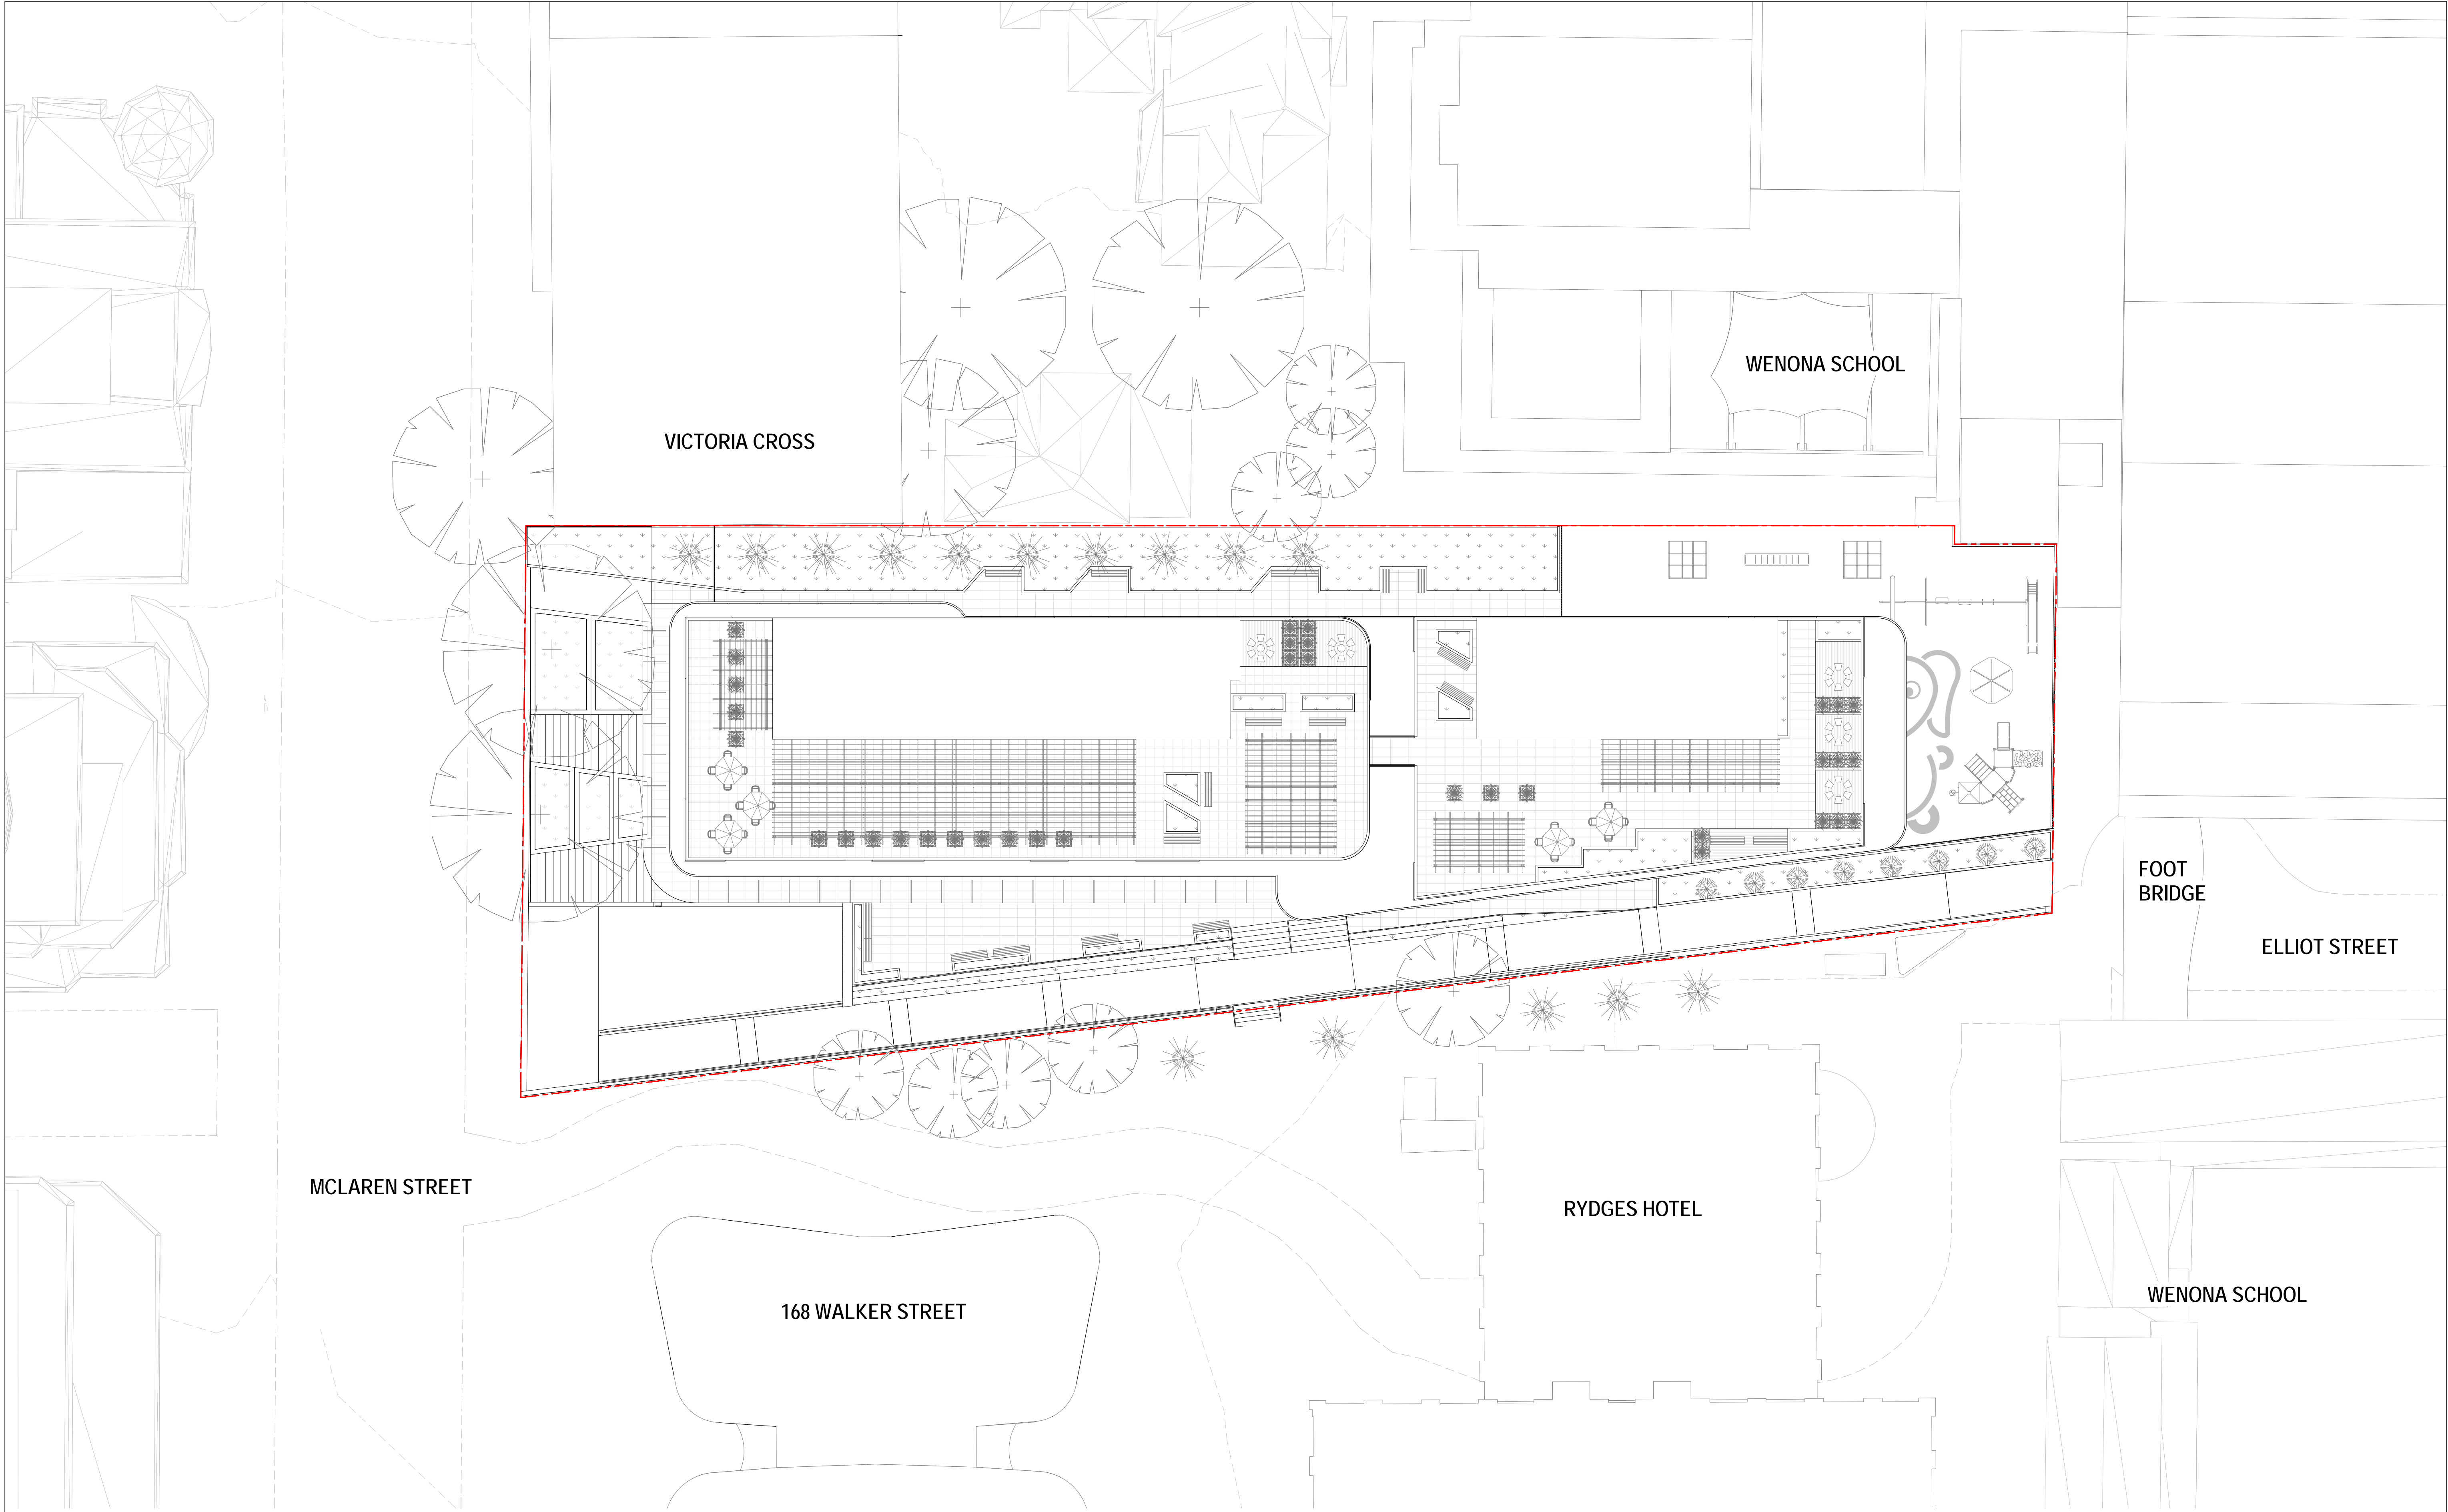 WENONA SCHOOL
VICTORIA CROSS
FOOT
BRIDGE
ELLIOT STREET
MCLAREN STREET
RYDGES HOTEL
WENONA SCHOOL
168 WALKER STREET